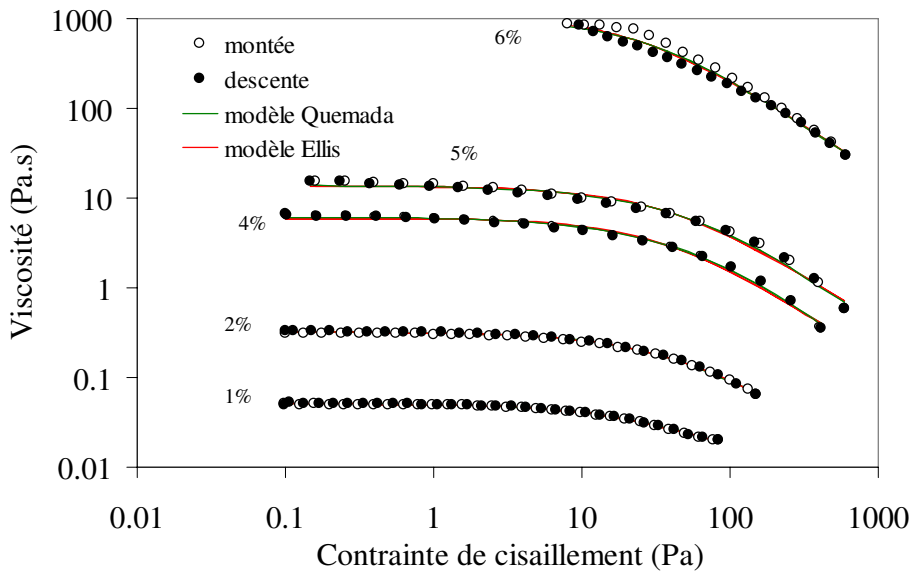 1000
100
10
1
0.1
0.01
Viscosité (Pa.s)
montée
descente
modèle Quemada
modèle Ellis
6%
5%
4%
2%
1%
0.01
0.1
1
10
100
1000
Contrainte de cisaillement (Pa)